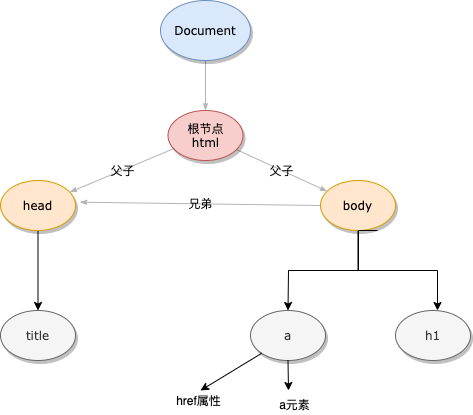 Document
根节点
html
父子
父子
head
兄弟
body
title
a
h1
href属性
a元素